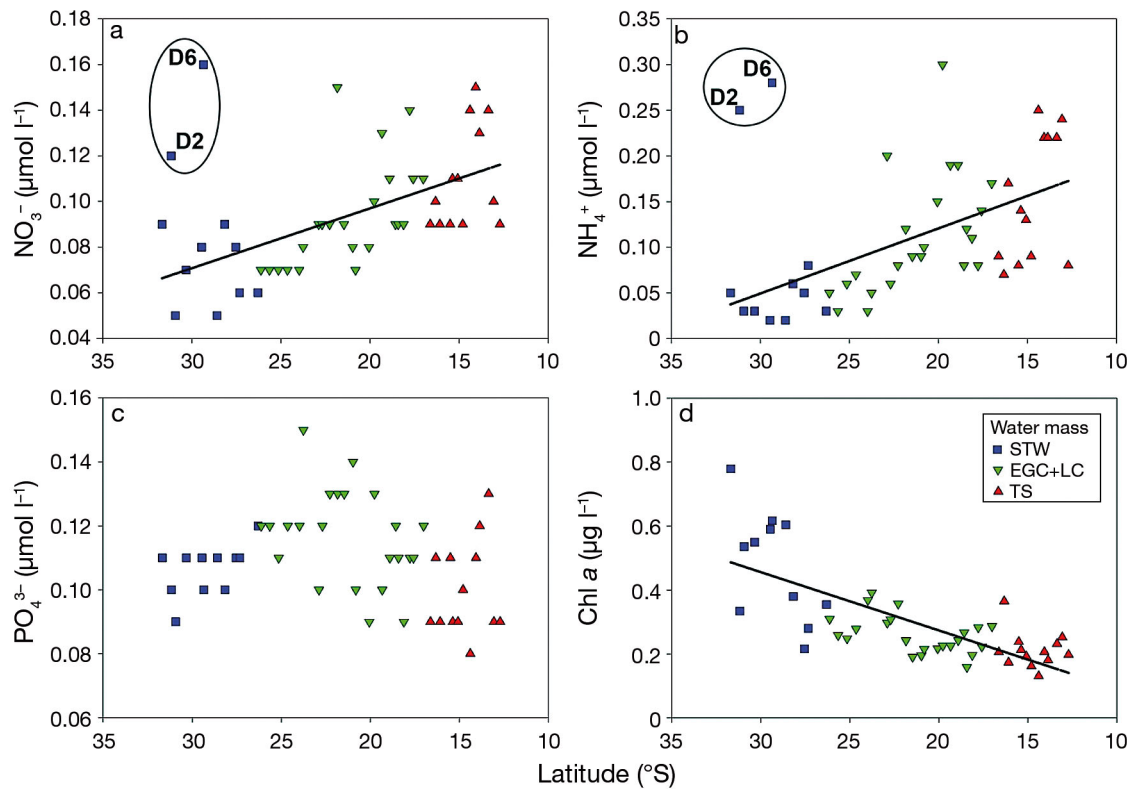 a
NO₃⁻ (µmol l⁻¹)
0.18
0.16
0.14
0.12
0.10
0.08
0.06
0.04
D6
D2
35 30 25 20 15 10
b
NH₄⁺ (µmol l⁻¹)
0.35
0.30
0.25
0.20
0.15
0.10
0.05
0
D6
D2
35 30 25 20 15 10
c
PO₄³⁻ (µmol l⁻¹)
0.16
0.14
0.12
0.10
0.08
0.06
35 30 25 20 15 10
d
Chl a (µg l⁻¹)
1.0
0.8
0.6
0.4
0.2
0
Water mass
STW
EGC+LC
TS
35 30 25 20 15 10
Latitude (°S)